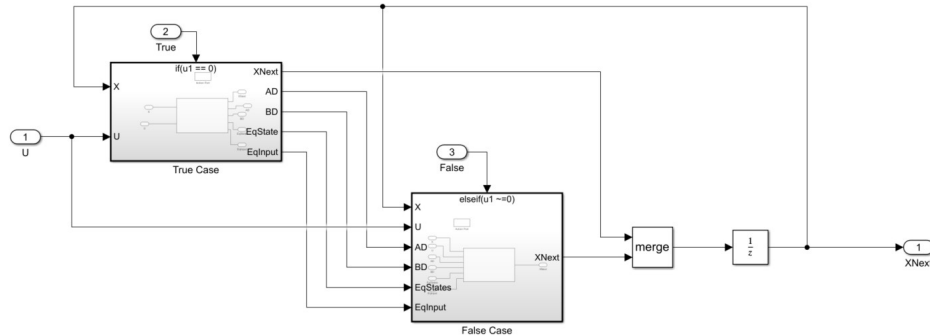 2
True
if(u1 == 0)
X
U
XNext
AD
BD
EqState
EqInput
True Case
1
U
3
False
elseif(u1 ~=0)
X
U
AD
BD
EqStates
EqInput
XNext
False Case
merge
1
z
1
XNext